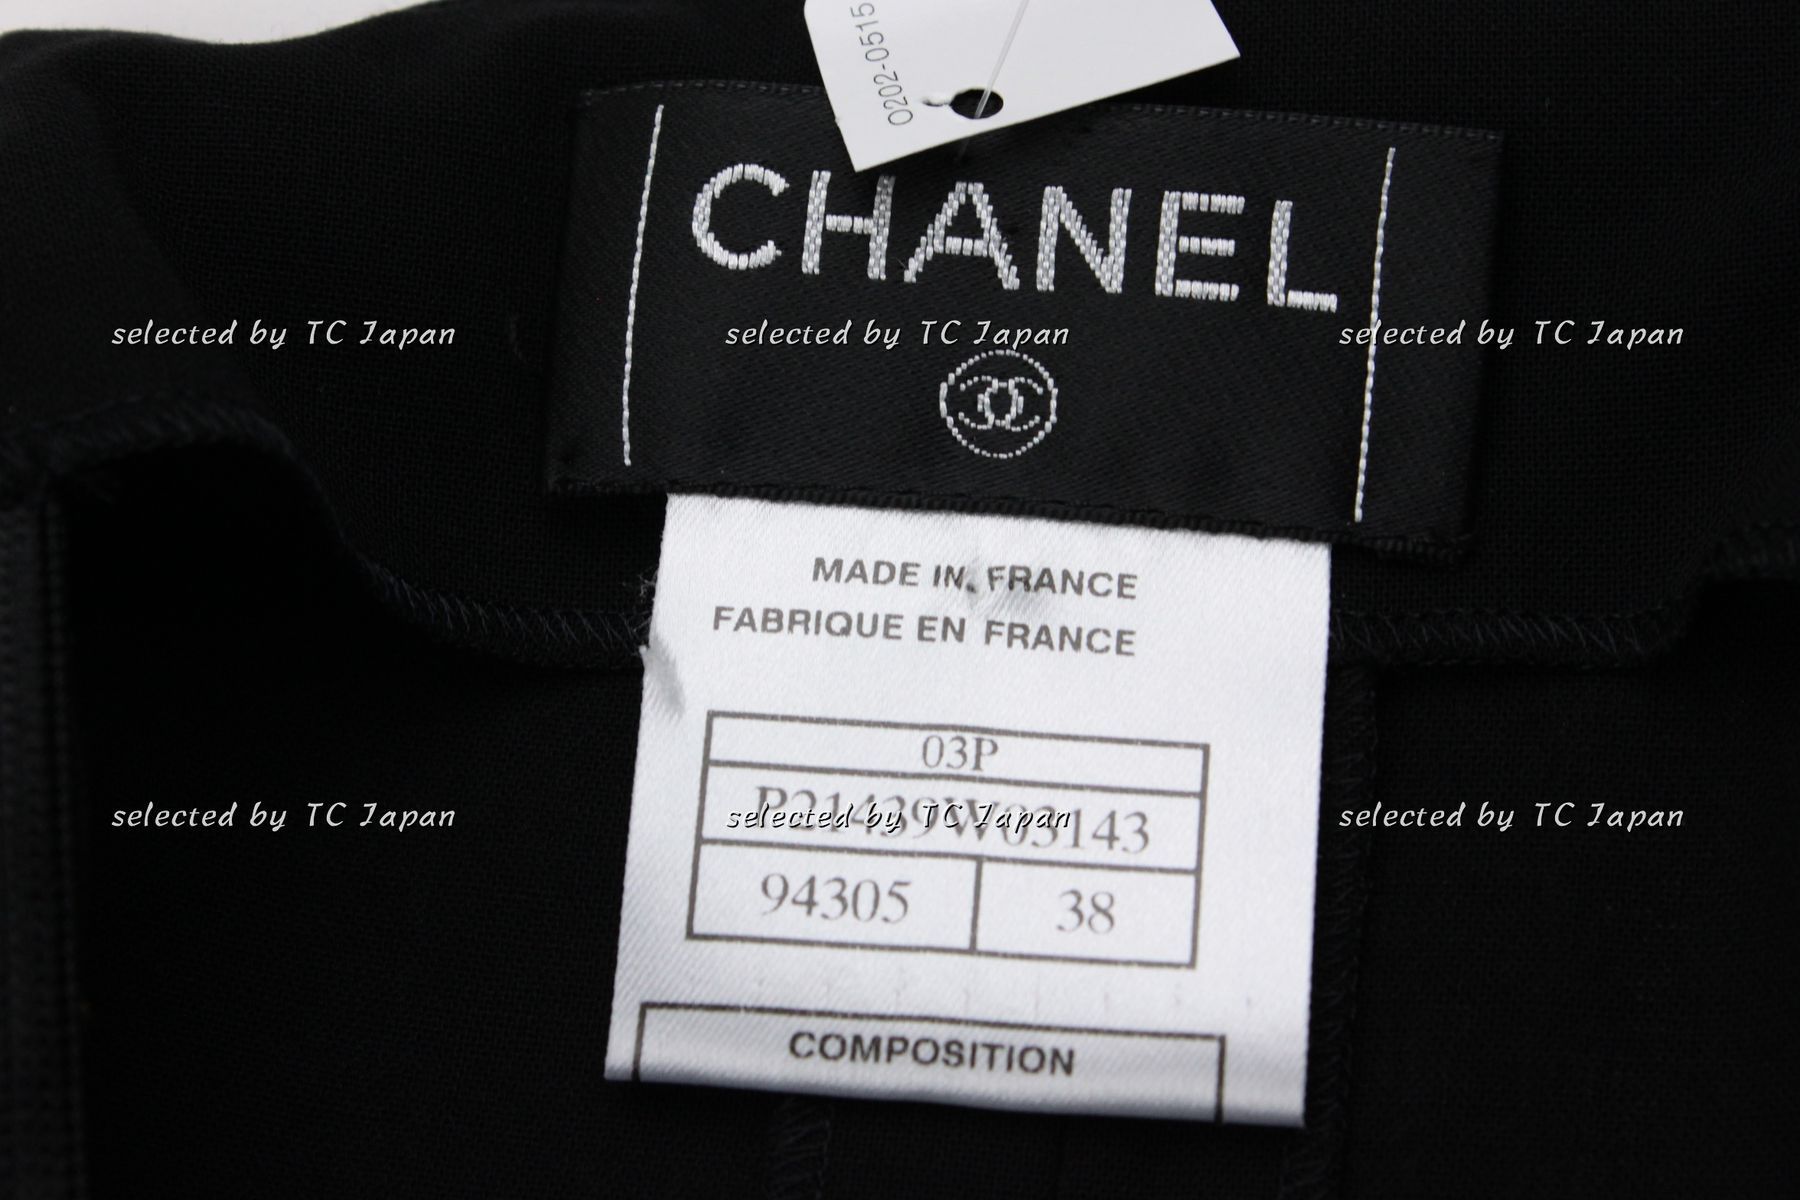 0202-0515
CHANEL
selected by TC Japan selected by TC Japan selected by TC Japan
MADE IN FRANCE
FABRIQUE EN FRANCE
03P
P21439W03143
selected by TC Japan selected by TC Japan selected by TC Japan
94305 38
COMPOSITION